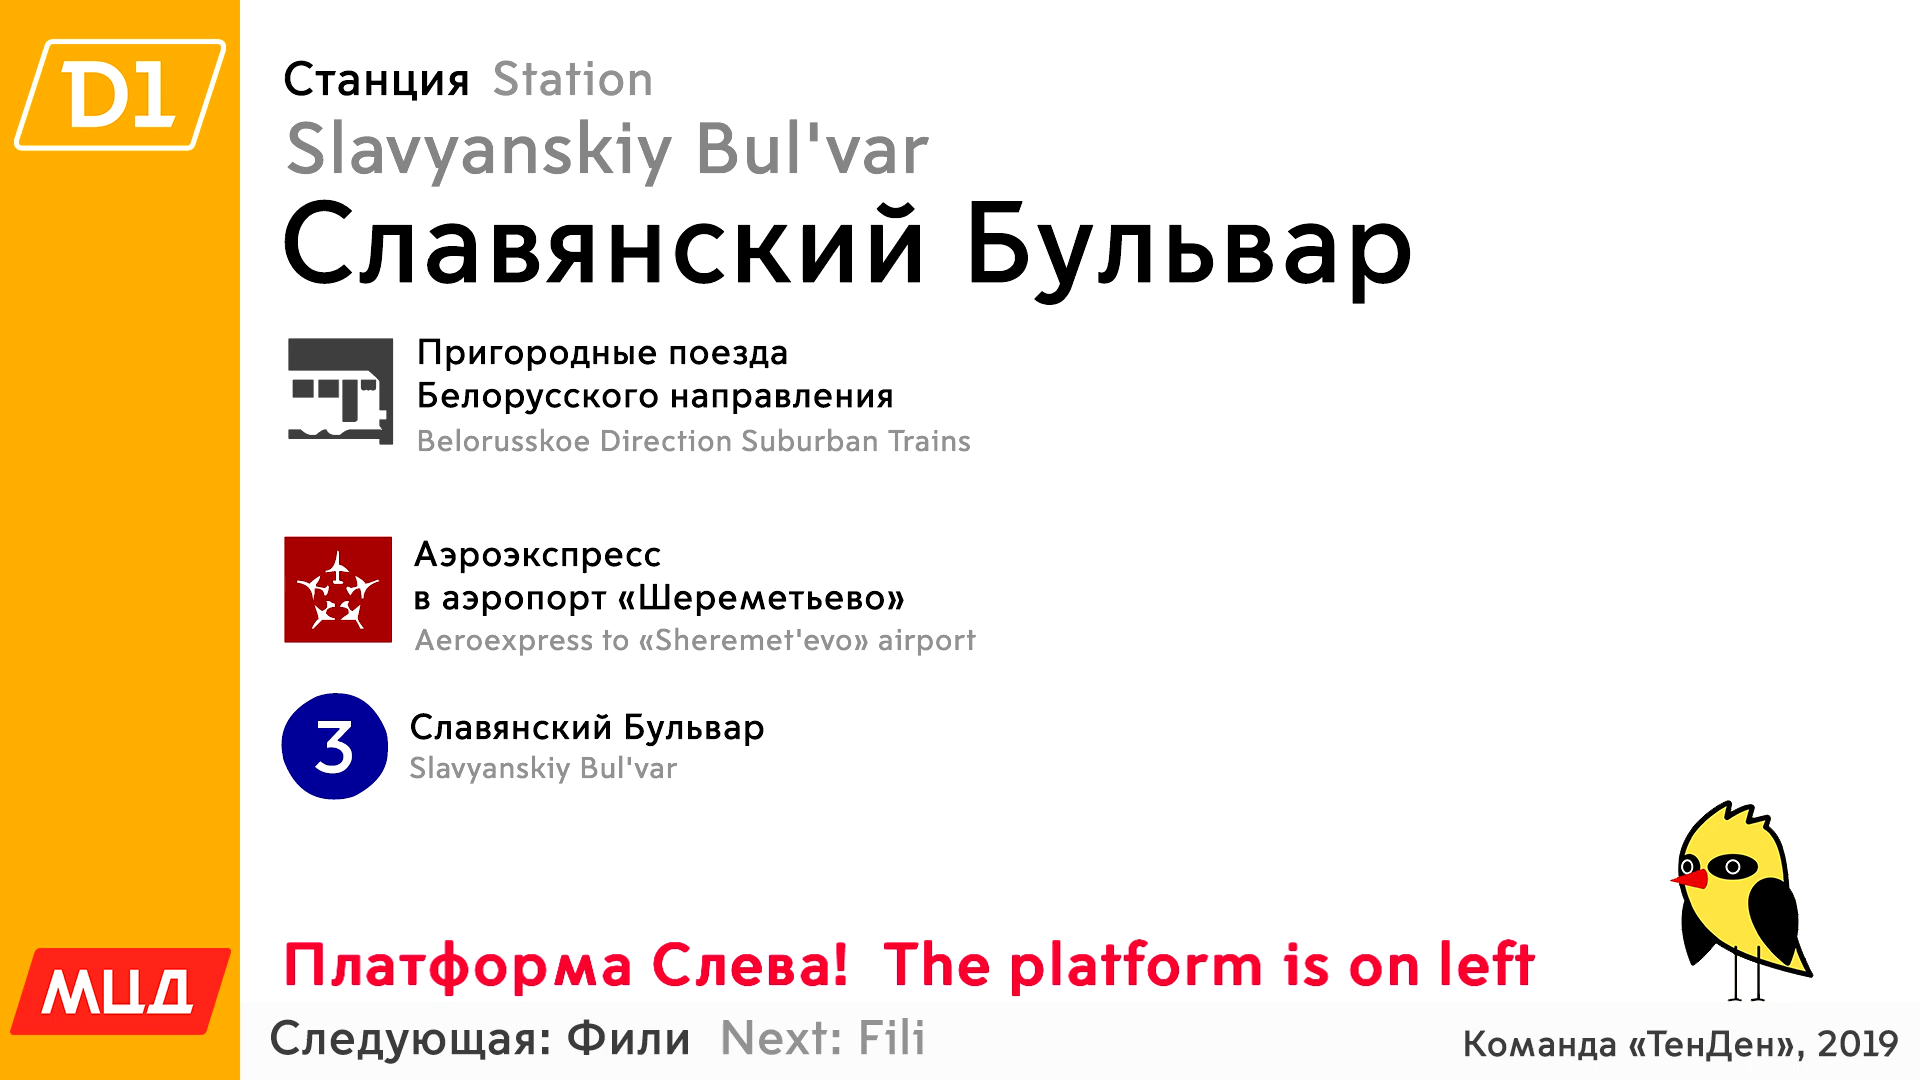 D1
Станция Station
Slavyanskiy Bul'var
Славянский Бульвар
Пригородные поезда
Белорусского направления
Belorusskoe Direction Suburban Trains
Аэроэкспресс
в аэропорт «Шереметьево»
Aeroexpress to «Sheremet'evo» airport
3
Славянский Бульвар
Slavyanskiy Bul'var
Платформа Слева! The platform is on left
МЦД
Следующая: Фили Next: Fili
Команда «ТенДен», 2019